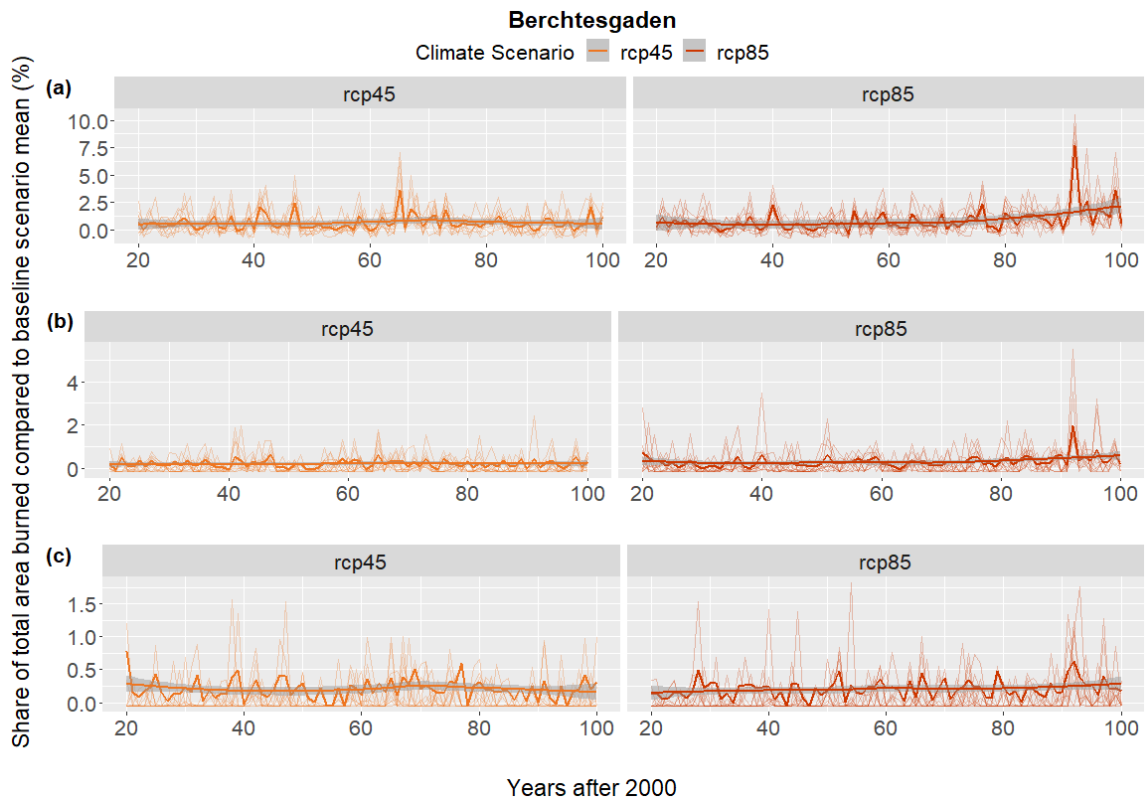 Berchtesgaden
Climate Scenario rcp45 rcp85
Share of total area burned compared to baseline scenario mean (%)
(a)
rcp45 rcp85
10.0
7.5
5.0
2.5
0.0
20 40 60 80 100 20 40 60 80 100
(b)
rcp45 rcp85
4
2
0
20 40 60 80 100 20 40 60 80 100
(c)
rcp45 rcp85
1.5
1.0
0.5
0.0
20 40 60 80 100 20 40 60 80 100
Years after 2000